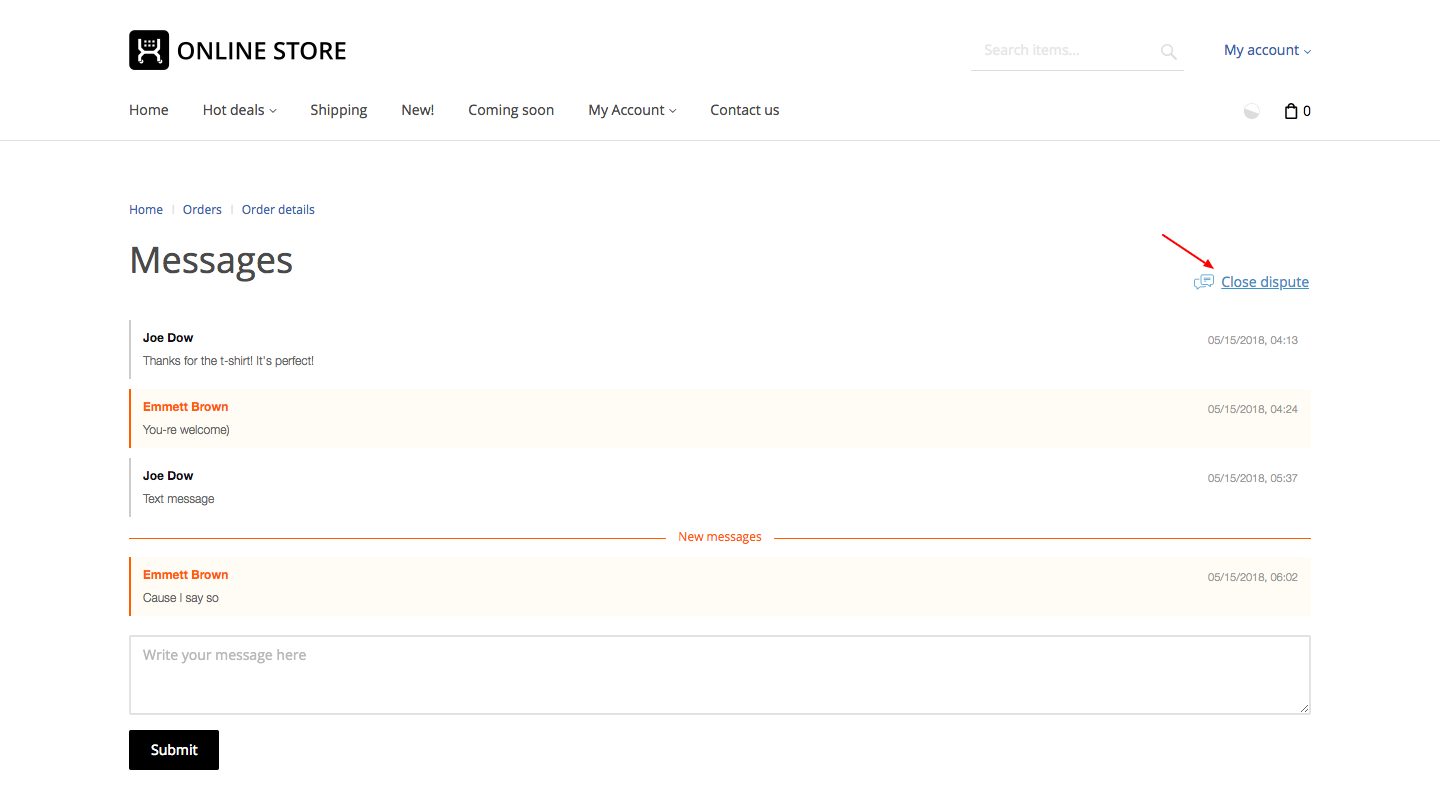 ONLINE STORE
Search items...
My account
Home Hot deals Shipping New! Coming soon My Account Contact us
0
Home Orders Order details
Messages
Close dispute
Joe Dow 05/15/2018, 04:13
Thanks for the t-shirt! It's perfect!
Emmett Brown 05/15/2018, 04:24
You-re welcome)
Joe Dow 05/15/2018, 05:37
Text message
New messages
Emmett Brown 05/15/2018, 06:02
Cause I say so
Write your message here
Submit